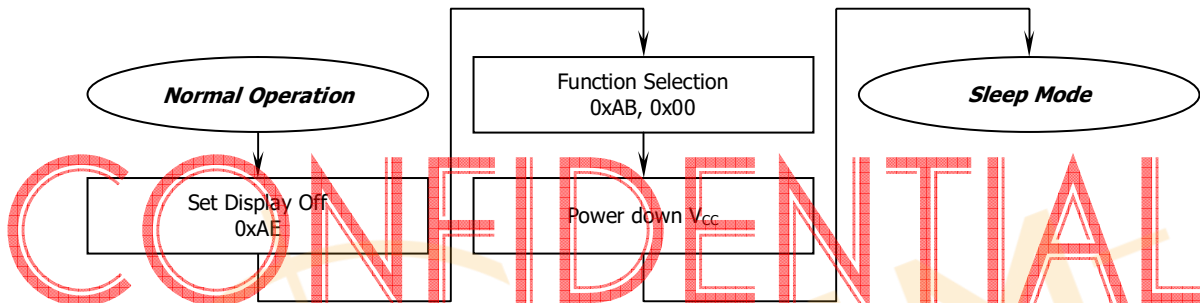 Normal Operation
Set Display Off
0xAE
Function Selection
0xAB, 0x00
Power down VCC
Sleep Mode
CONFIDENTIAL